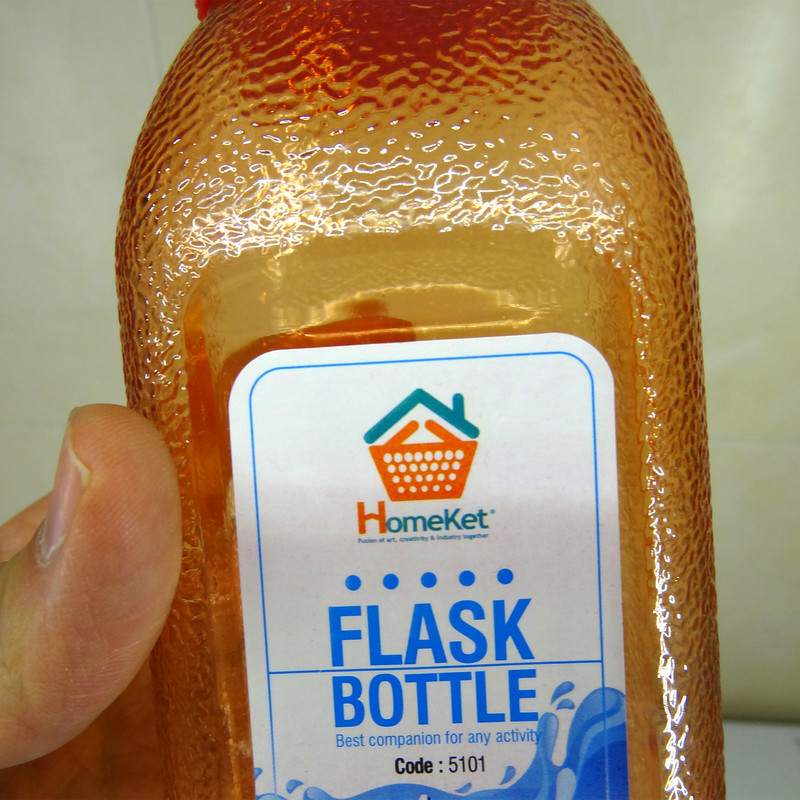 HomeKet®
Fusion of art, creativity & industry together
FLASK
BOTTLE
Best companion for any activity
Code : 5101